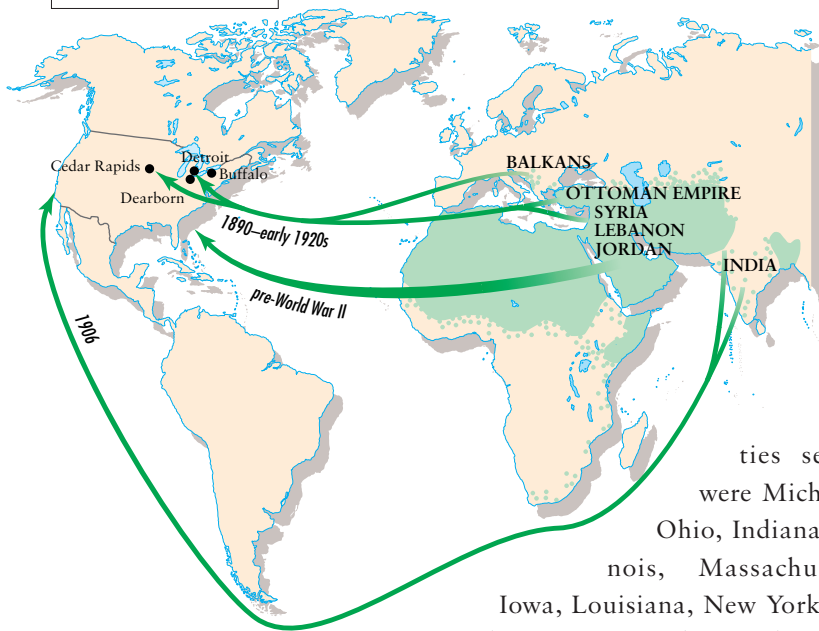 Cedar Rapids
Detroit
Buffalo
Dearborn
BALKANS
OTTOMAN EMPIRE
SYRIA
LEBANON
JORDAN
INDIA
1890–early 1920s
pre-World War II
1906
ties se
were Mich
Ohio, Indiana
nois, Massachu
Iowa, Louisiana, New York